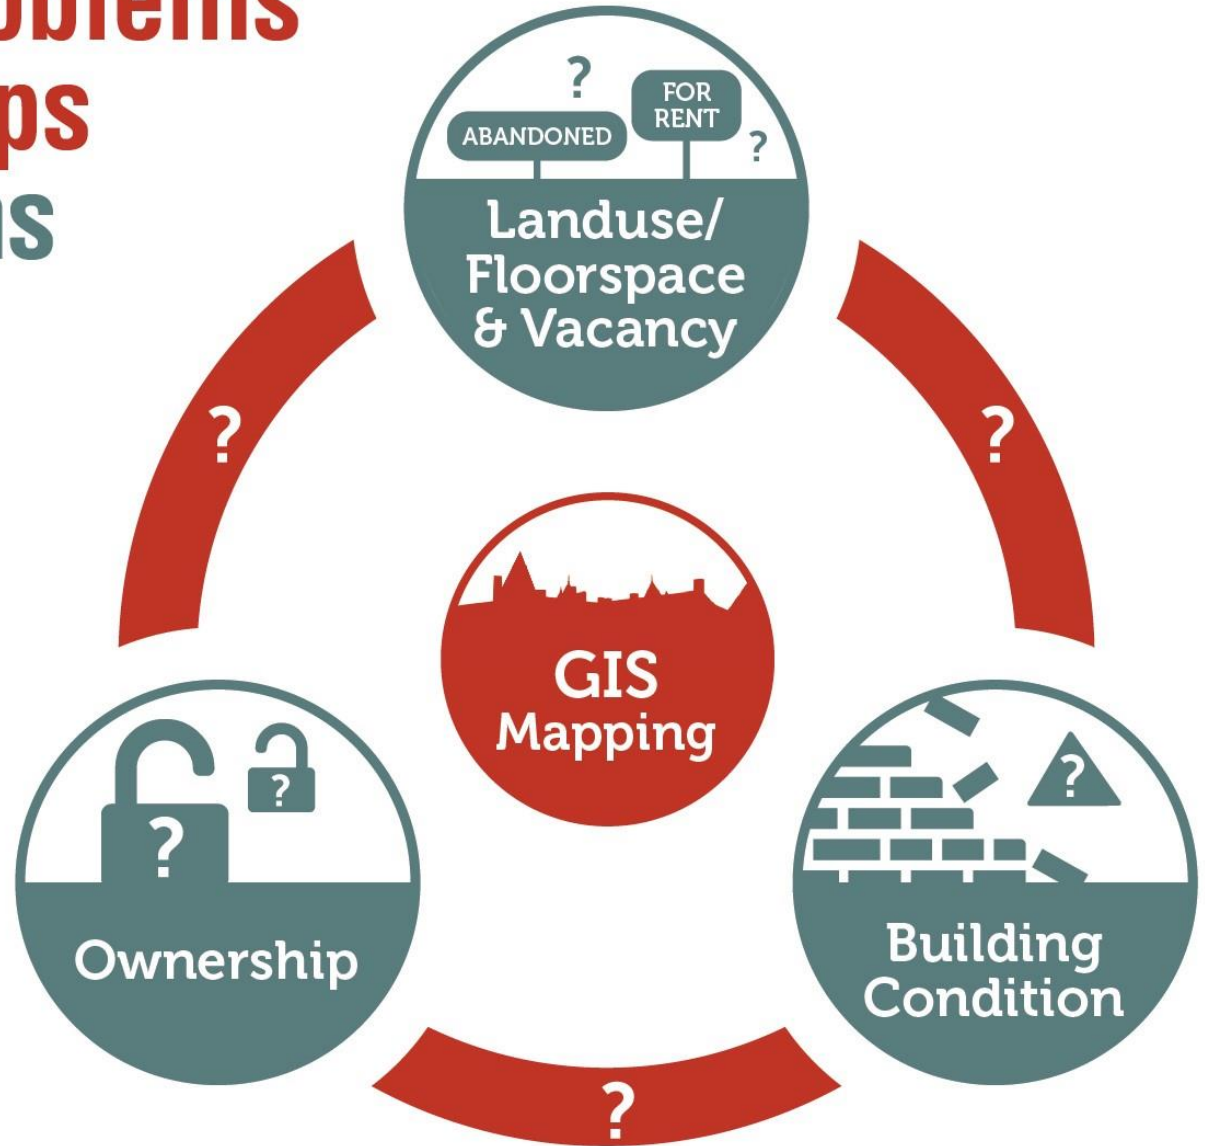 ?
FOR
RENT
ABANDONED
?
Landuse/
Floorspace
& Vacancy
?
?
GIS
Mapping
?
?
?
Ownership
Building
Condition
?